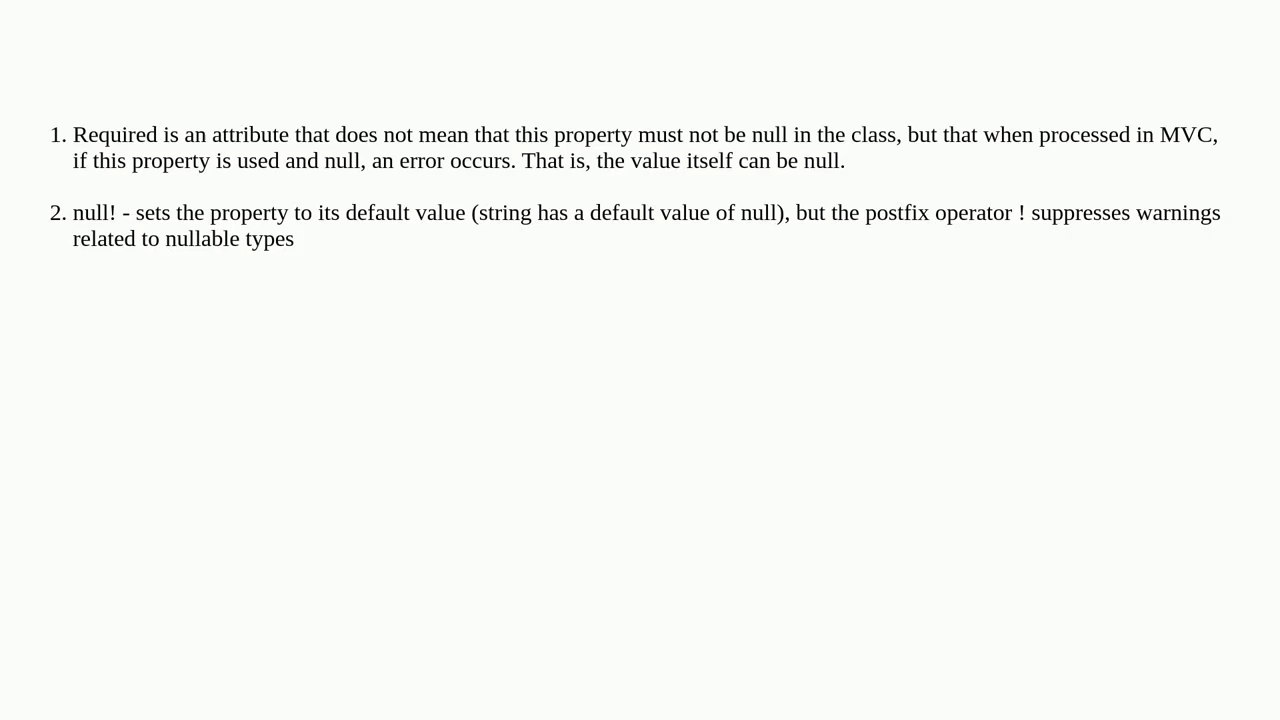 1. Required is an attribute that does not mean that this property must not be null in the class, but that when processed in MVC,
if this property is used and null, an error occurs. That is, the value itself can be null.
2. null! - sets the property to its default value (string has a default value of null), but the postfix operator ! suppresses warnings
related to nullable types